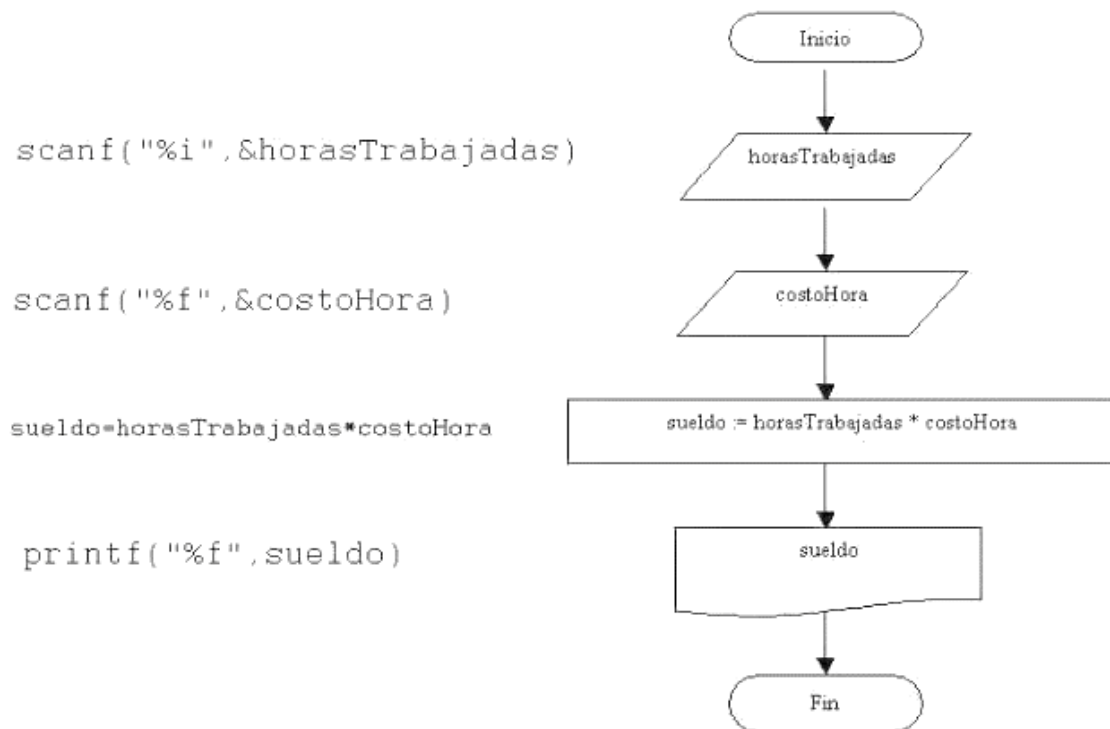 Inicio
scanf("%i",&horasTrabajadas)
horasTrabajadas
scanf("%f",&costoHora)
costoHora
sueldo=horasTrabajadas*costoHora
sueldo := horasTrabajadas * costoHora
printf("%f",sueldo)
sueldo
Fin